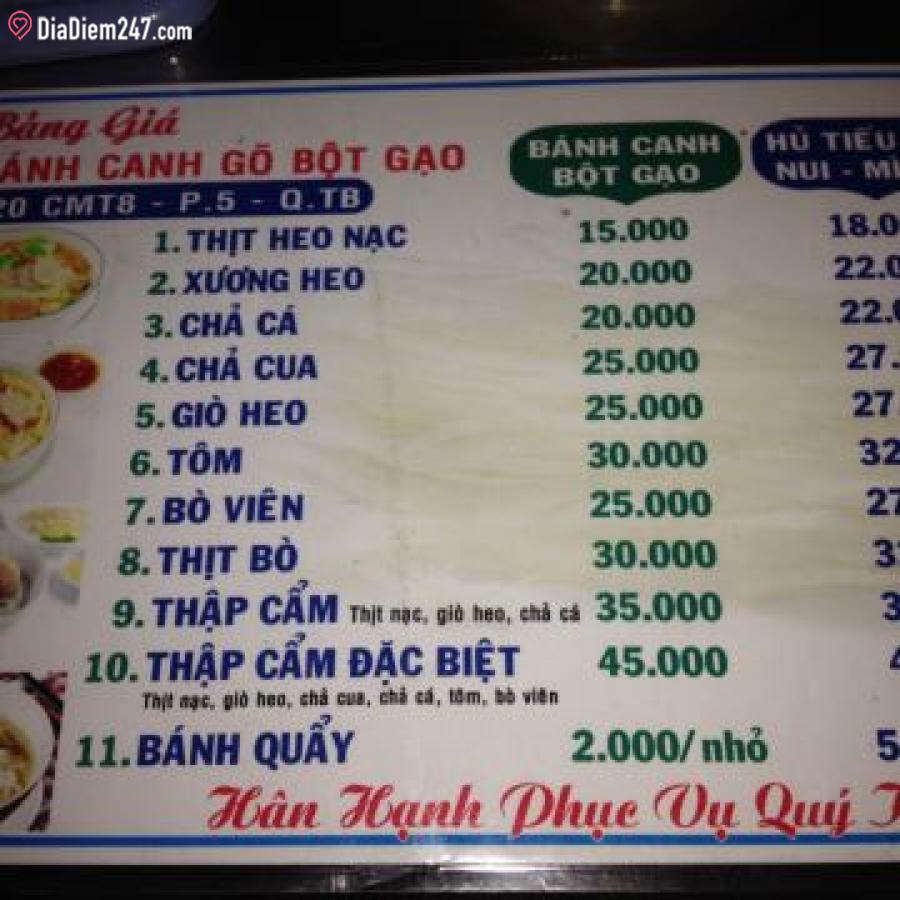 DiaDiem247.com
Bảng Giá
ÁNH CANH GÕ BỘT GẠO
20 CMT8 - P.5 - Q.TB
BÁNH CANH
BỘT GẠO
HỦ TIẾU
NUI - MÌ
1. THỊT HEO NẠC 15.000 18.0
2. XƯƠNG HEO 20.000 22.0
3. CHẢ CÁ 20.000 22.
4. CHẢ CUA 25.000 27.
5. GIÒ HEO 25.000 27
6. TÔM 30.000 32
7. BÒ VIÊN 25.000 27
8. THỊT BÒ 30.000 3
9. THẬP CẨM Thịt nạc, giò heo, chả cá 35.000 3
10. THẬP CẨM ĐẶC BIỆT 45.000 4
Thịt nạc, giò heo, chả cua, chả cá, tôm, bò viên
11. BÁNH QUẨY 2.000/nhỏ 5
Hân Hạnh Phục Vụ Quý